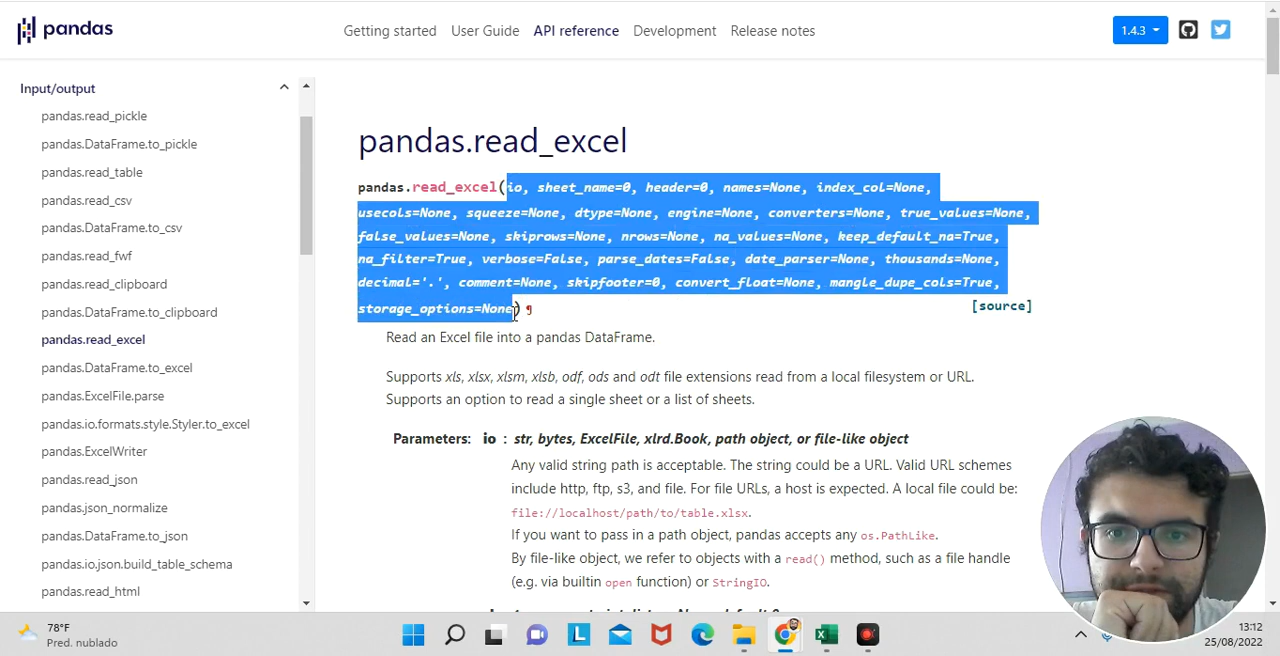 pandas
Getting started User Guide API reference Development Release notes
1.4.3
Input/output
pandas.read_pickle
pandas.DataFrame.to_pickle
pandas.read_table
pandas.read_csv
pandas.DataFrame.to_csv
pandas.read_fwf
pandas.read_clipboard
pandas.DataFrame.to_clipboard
pandas.read_excel
pandas.DataFrame.to_excel
pandas.ExcelFile.parse
pandas.io.formats.style.Styler.to_excel
pandas.ExcelWriter
pandas.read_json
pandas.json_normalize
pandas.DataFrame.to_json
pandas.io.json.build_table_schema
pandas.read_html
pandas.read_excel
pandas.read_excel(io, sheet_name=0, header=0, names=None, index_col=None,
usecols=None, squeeze=None, dtype=None, engine=None, converters=None, true_values=None,
false_values=None, skiprows=None, nrows=None, na_values=None, keep_default_na=True,
na_filter=True, verbose=False, parse_dates=False, date_parser=None, thousands=None,
decimal='.', comment=None, skipfooter=0, convert_float=None, mangle_dupe_cols=True,
storage_options=None) ¶
[source]
Read an Excel file into a pandas DataFrame.
Supports xls, xlsx, xlsm, xlsb, odf, ods and odt file extensions read from a local filesystem or URL.
Supports an option to read a single sheet or a list of sheets.
Parameters: io : str, bytes, ExcelFile, xlrd.Book, path object, or file-like object
Any valid string path is acceptable. The string could be a URL. Valid URL schemes
include http, ftp, s3, and file. For file URLs, a host is expected. A local file could be:
file://localhost/path/to/table.xlsx.
If you want to pass in a path object, pandas accepts any os.PathLike.
By file-like object, we refer to objects with a read() method, such as a file handle
(e.g. via builtin open function) or StringIO.
78°F
Pred. nublado
13:12
25/08/2022